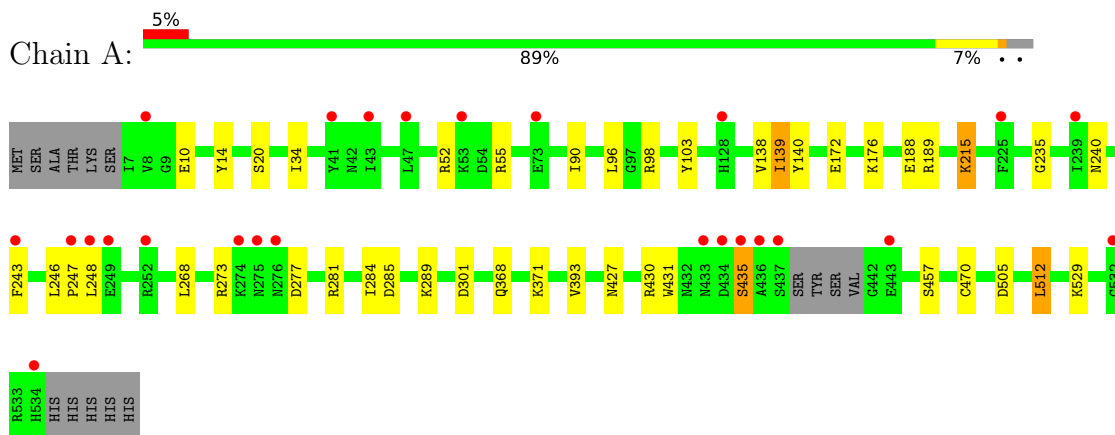 5%
Chain A:
89% 7% • •
MET SER ALA THR LYS SER I7 V8 G9 E10 Y14 S20 I34 Y41 N42 I43 L47 R52 K53 D54 R55 E73 I90 L96 G97 R98 Y103 H128 V138 I139 Y140 E172 K176 E188 R189 K215 F225 G235 I239 N240
F243 L246 P247 L248 E249 R252 L268 R273 K274 N275 N276 D277 R281 I284 D285 K289 D301 Q368 K371 V393 N427 R430 W431 N432 N433 D434 S435 A436 S437 SER TYR SER VAL G442 E443 S457 C470 D505 L512 K529 G532
R533 H534 HIS HIS HIS HIS HIS